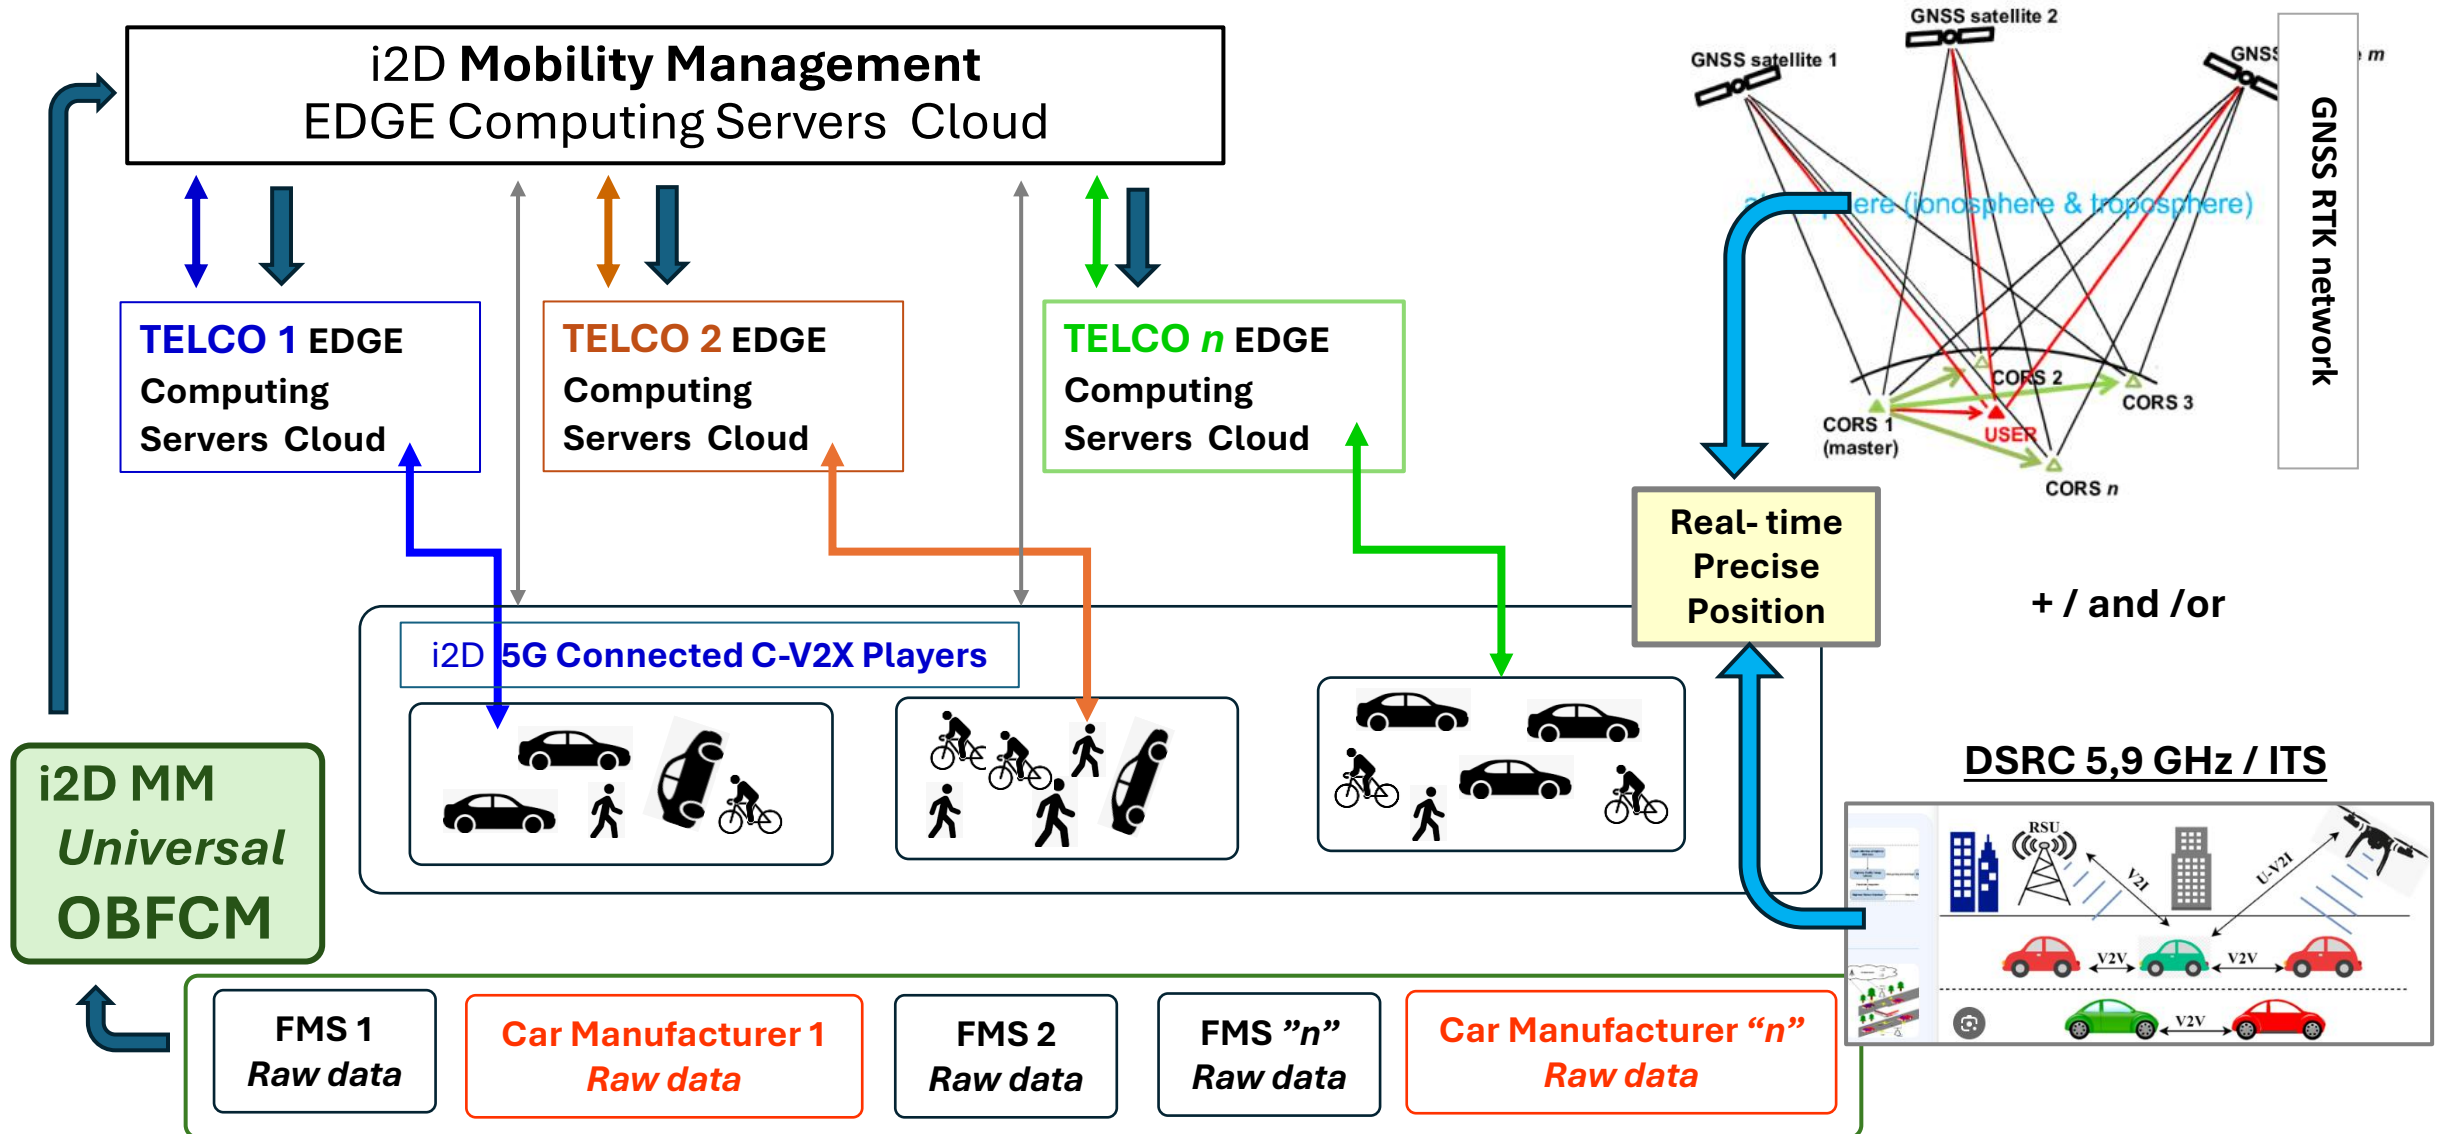 i2D Mobility Management
EDGE Computing Servers Cloud
TELCO 1 EDGE
Computing
Servers Cloud
TELCO 2 EDGE
Computing
Servers Cloud
TELCO n EDGE
Computing
Servers Cloud
GNSS satellite 1
GNSS satellite 2
GNSS
m
(ionosphere & troposphere)
CORS 1
(master)
CORS 2
CORS 3
USER
CORS n
GNSS RTK network
Real- time
Precise
Position
+ / and /or
i2D 5G Connected C-V2X Players
i2D MM
Universal
OBFCM
DSRC 5,9 GHz / ITS
RSU
V2I
U-V2I
V2V
V2V
V2V
FMS 1
Raw data
Car Manufacturer 1
Raw data
FMS 2
Raw data
FMS ”n”
Raw data
Car Manufacturer “n”
Raw data